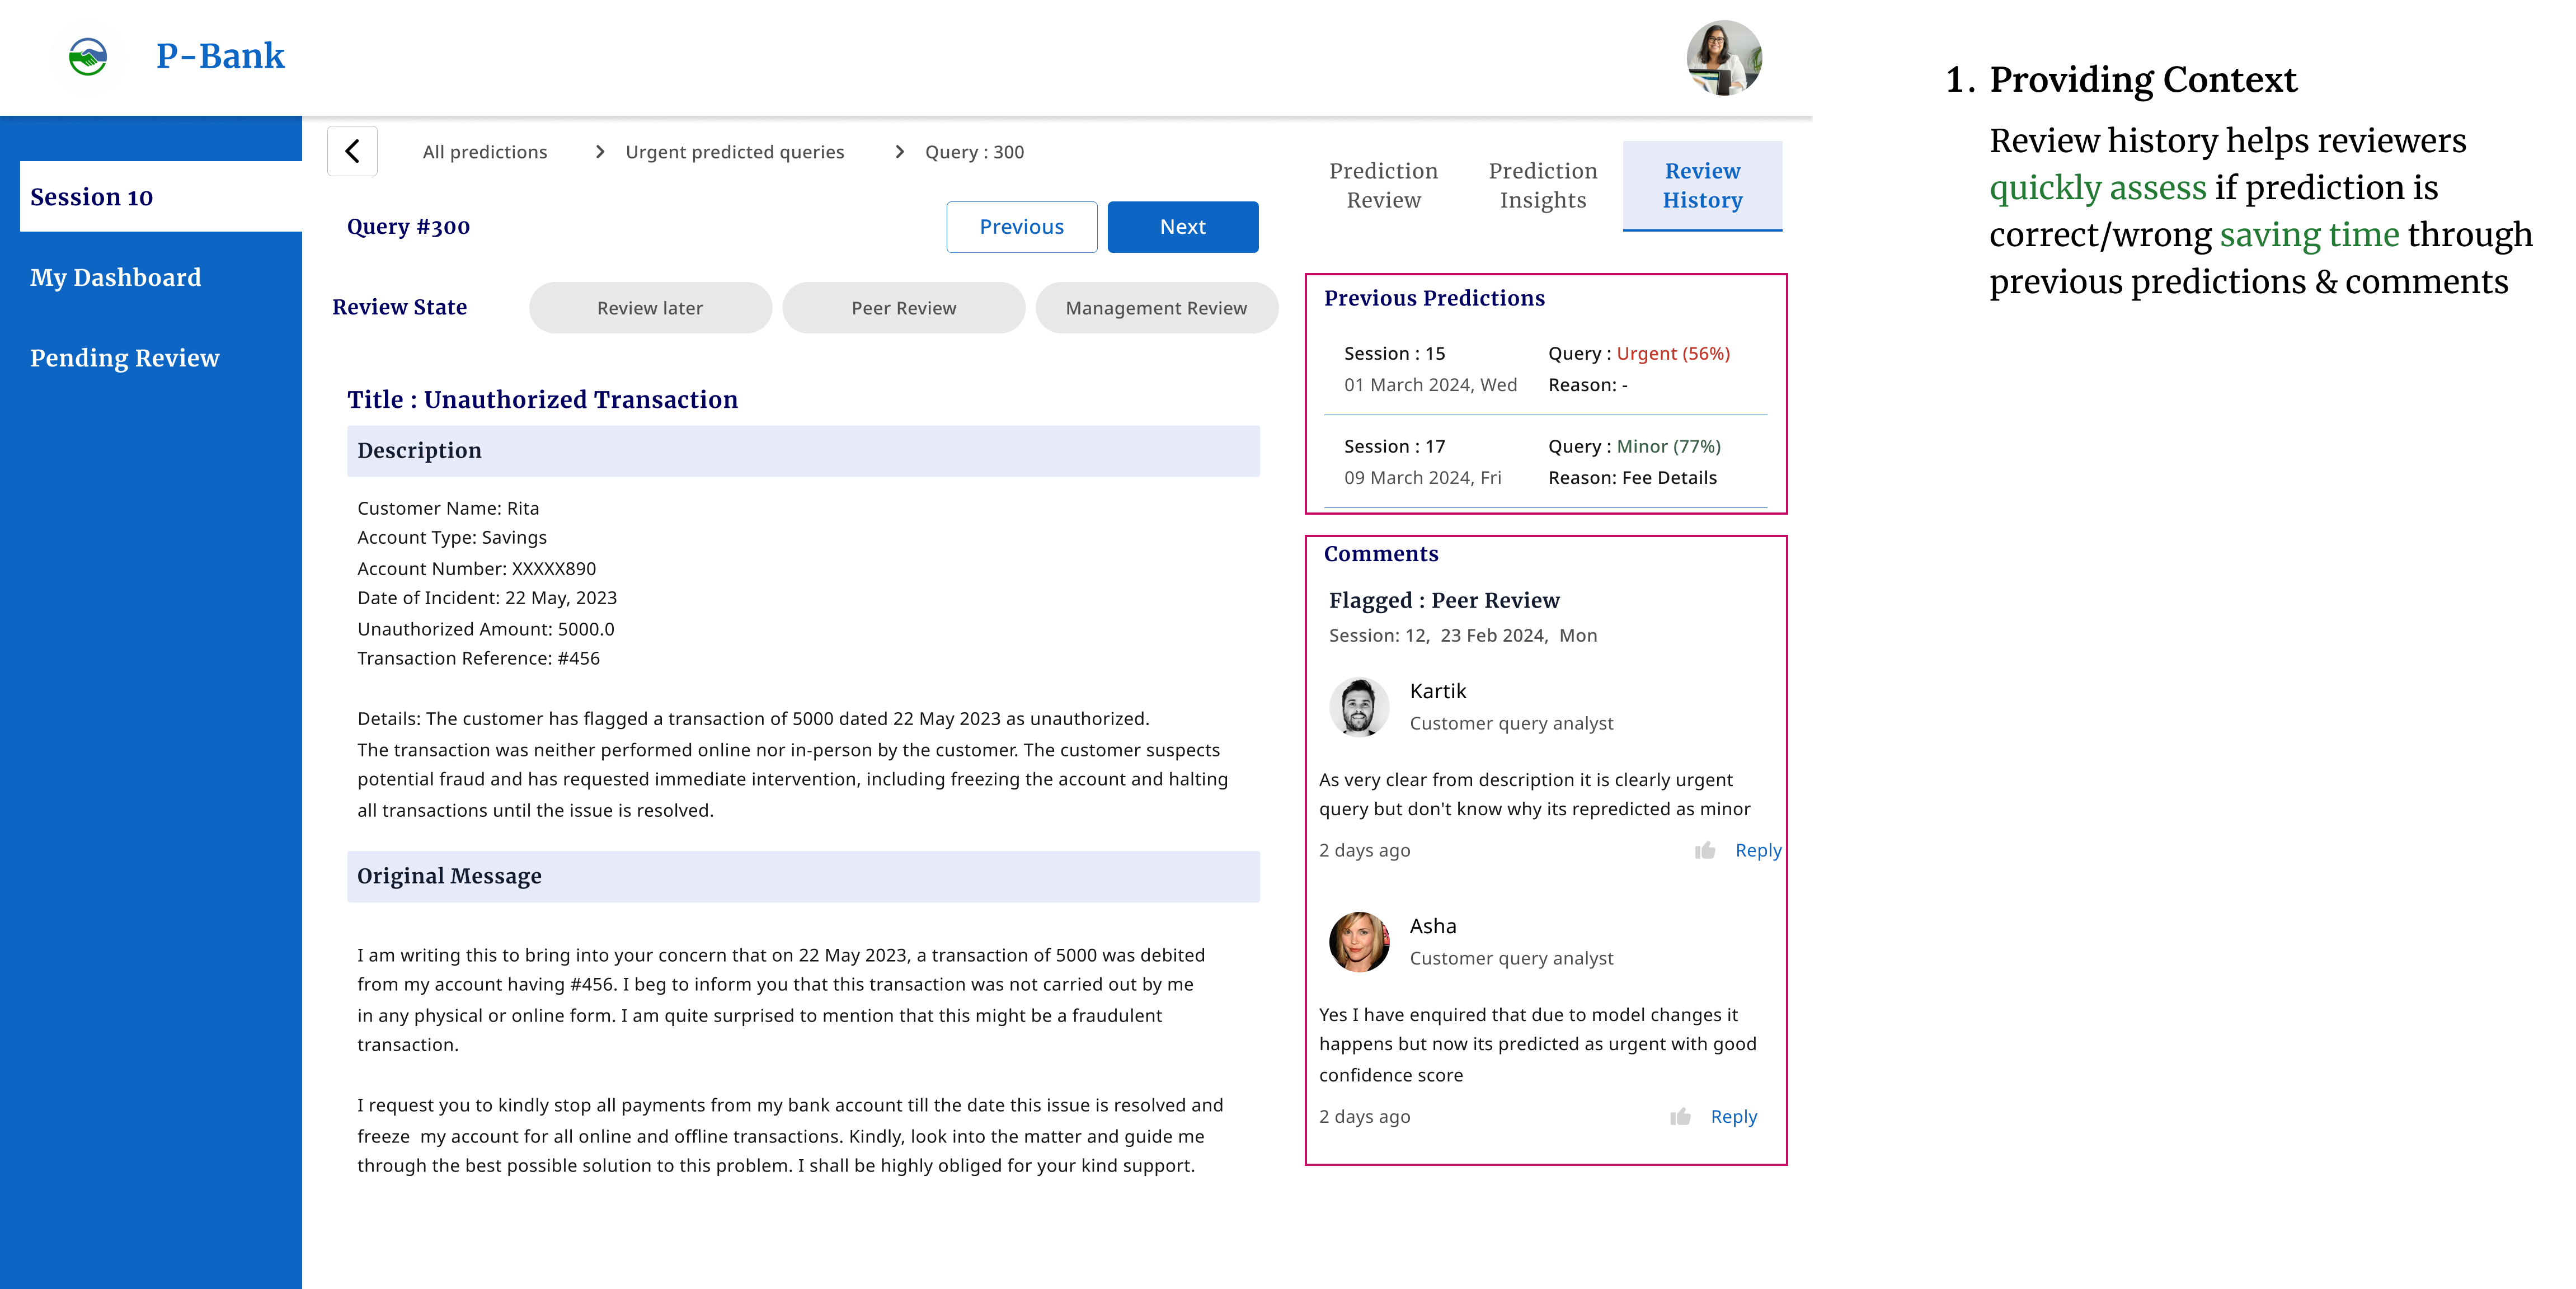 P-Bank
Session 10
My Dashboard
Pending Review
All predictions
Urgent predicted queries
Query : 300
Query #300
Previous
Next
Review State
Review later
Peer Review
Management Review
Title : Unauthorized Transaction
Description
Customer Name: Rita
Account Type: Savings
Account Number: XXXXX890
Date of Incident: 22 May, 2023
Unauthorized Amount: 5000.0
Transaction Reference: #456
Details: The customer has flagged a transaction of 5000 dated 22 May 2023 as unauthorized.
The transaction was neither performed online nor in-person by the customer. The customer suspects
potential fraud and has requested immediate intervention, including freezing the account and halting
all transactions until the issue is resolved.
Original Message
I am writing this to bring into your concern that on 22 May 2023, a transaction of 5000 was debited
from my account having #456. I beg to inform you that this transaction was not carried out by me
in any physical or online form. I am quite surprised to mention that this might be a fraudulent
transaction.
I request you to kindly stop all payments from my bank account till the date this issue is resolved and
freeze  my account for all online and offline transactions. Kindly, look into the matter and guide me
through the best possible solution to this problem. I shall be highly obliged for your kind support.
Prediction
Review
Prediction
Insights
Review
History
Previous Predictions
Session : 15
01 March 2024, Wed
Query : Urgent (56%)
Reason: -
Session : 17
09 March 2024, Fri
Query : Minor (77%)
Reason: Fee Details
Comments
Flagged : Peer Review
Session: 12,  23 Feb 2024,  Mon
Kartik
Customer query analyst
As very clear from description it is clearly urgent
query but don't know why its repredicted as minor
2 days ago
Reply
Asha
Customer query analyst
Yes I have enquired that due to model changes it
happens but now its predicted as urgent with good
confidence score
2 days ago
Reply
1. Providing Context
Review history helps reviewers
quickly assess if prediction is
correct/wrong saving time through
previous predictions & comments